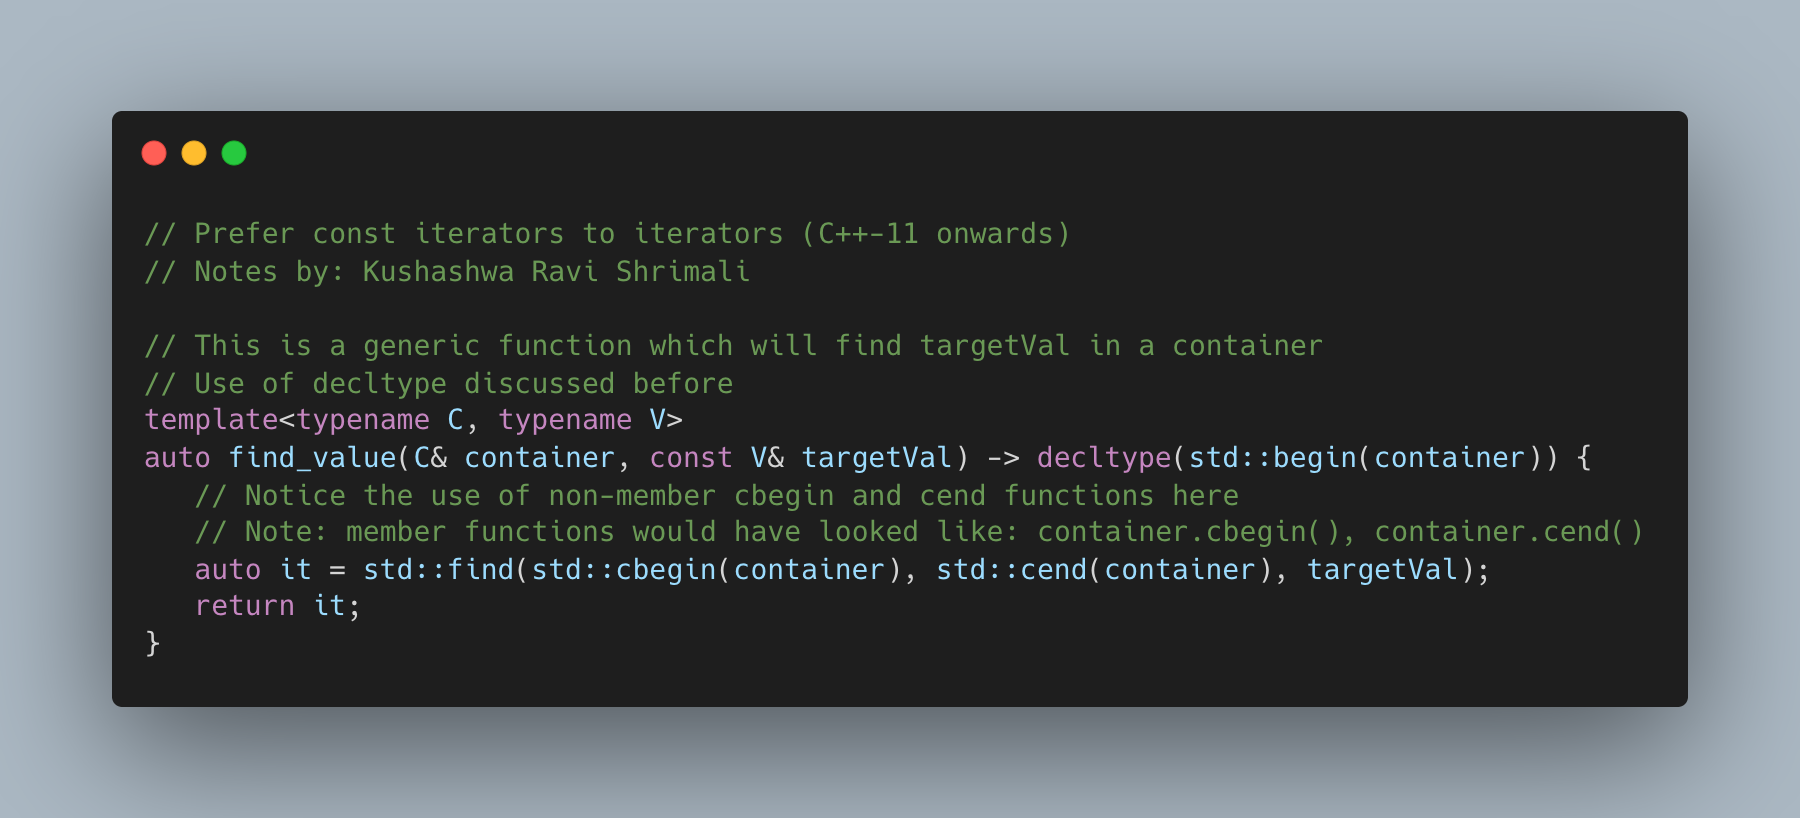 // Prefer const iterators to iterators (C++-11 onwards)
// Notes by: Kushashwa Ravi Shrimali

// This is a generic function which will find targetVal in a container
// Use of decltype discussed before
template<typename C, typename V>
auto find_value(C& container, const V& targetVal) -> decltype(std::begin(container)) {
   // Notice the use of non-member cbegin and cend functions here
   // Note: member functions would have looked like: container.cbegin(), container.cend()
   auto it = std::find(std::cbegin(container), std::cend(container), targetVal);
   return it;
}